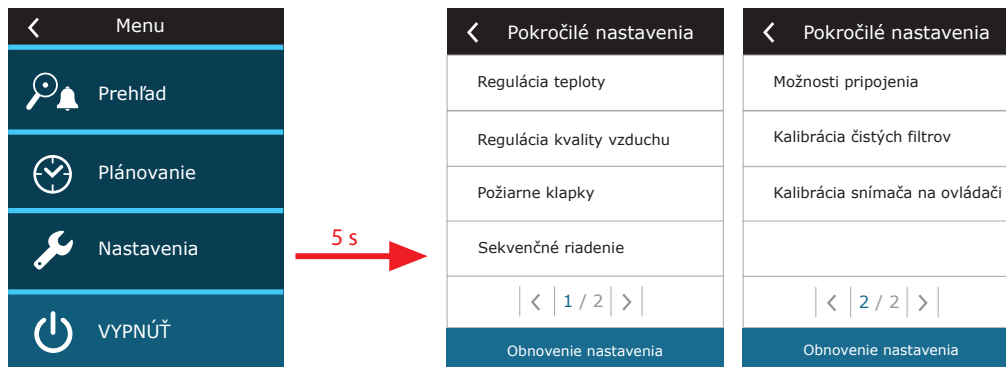 Menu
Prehľad
Plánovanie
Nastavenia
VYPNÚŤ
5 s
Pokročilé nastavenia
Regulácia teploty
Regulácia kvality vzduchu
Požiarne klapky
Sekvenčné riadenie
1 / 2
Obnovenie nastavenia
Pokročilé nastavenia
Možnosti pripojenia
Kalibrácia čistých filtrov
Kalibrácia snímača na ovládači
2 / 2
Obnovenie nastavenia